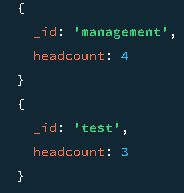 {
  _id: 'management',
  headcount: 4
}
{
  _id: 'test',
  headcount: 3
}